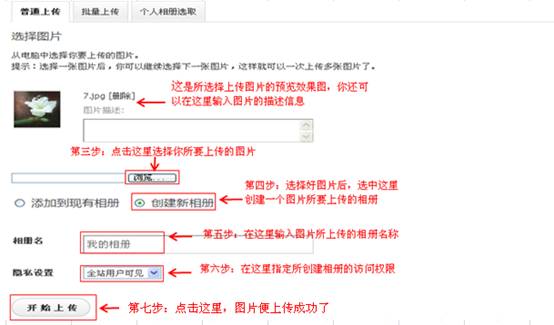 普通上传 批量上传 个人相册选取
选择图片
从电脑中选择你要上传的图片。
提示：选择一张图片后，你可以继续选择下一张图片，这样就可以一次上传多张图片了。
7.jpg [删除]
图片描述：
这是所选择上传图片的预览效果图，你还可
以在这里输入图片的描述信息
第三步：点击这里选择你所要上传的图片
浏览...
添加到现有相册 创建新相册
第四步：选择好图片后，选中这里
创建一个图片所要上传的相册
相册名 我的相册
第五步：在这里输入图片所上传的相册名称
隐私设置 全站用户可见
第六步：在这里指定所创建相册的访问权限
开始上传
第七步：点击这里，图片便上传成功了